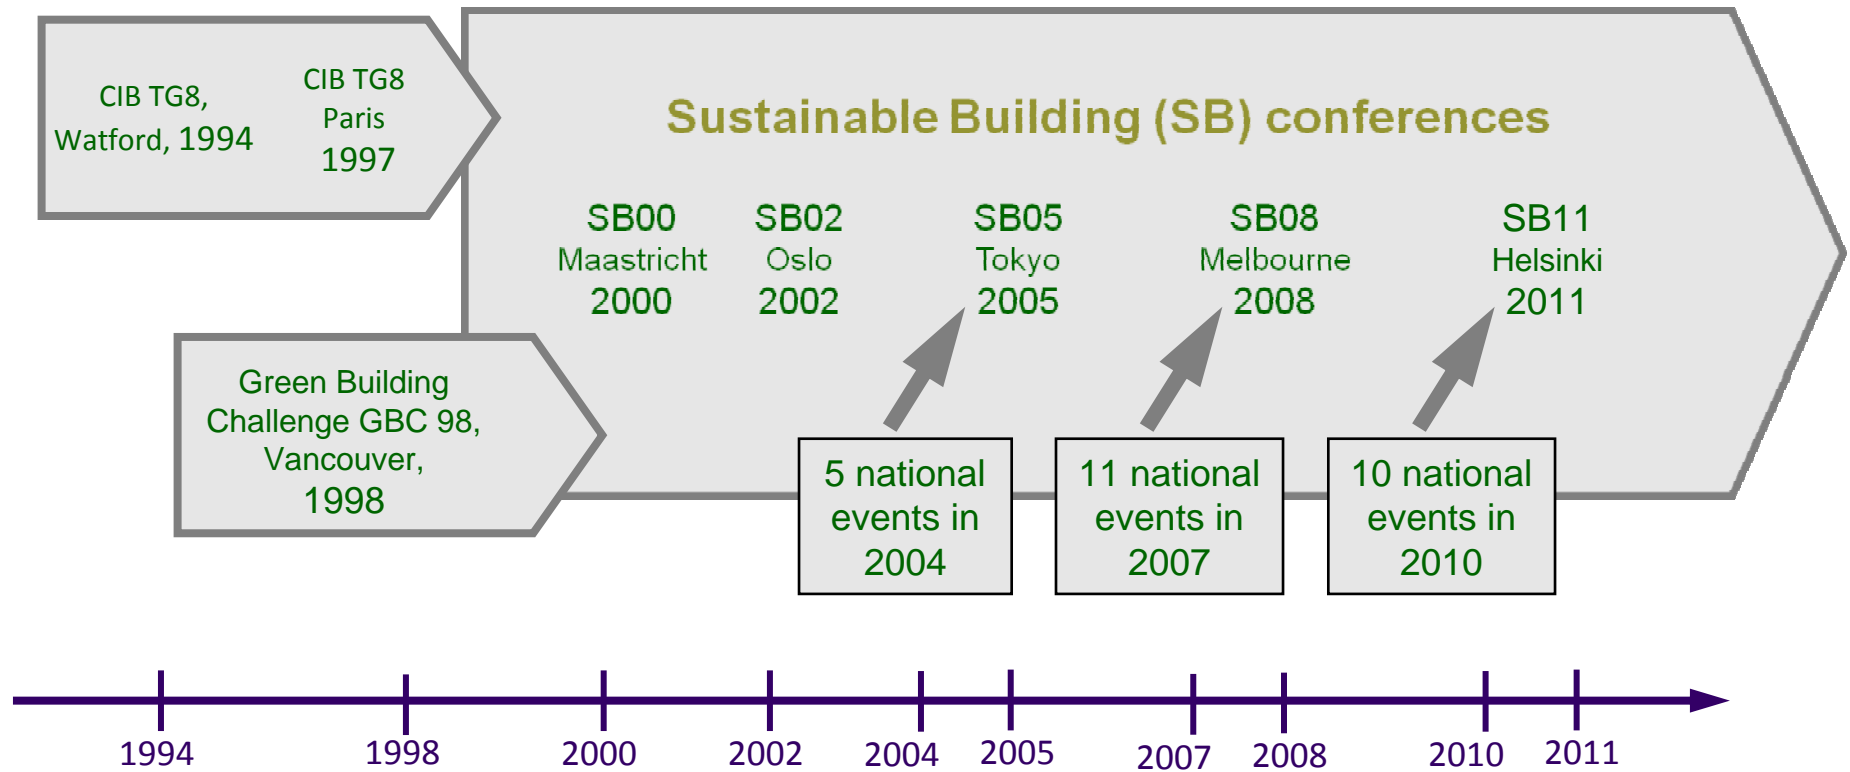 CIB TG8,
Watford, 1994
CIB TG8
Paris
1997
Sustainable Building (SB) conferences
SB00
Maastricht
2000
SB02
Oslo
2002
SB05
Tokyo
2005
SB08
Melbourne
2008
SB11
Helsinki
2011
Green Building
Challenge GBC 98,
Vancouver,
1998
5 national
events in
2004
11 national
events in
2007
10 national
events in
2010
1994
1998
2000
2002
2004
2005
2007
2008
2010
2011